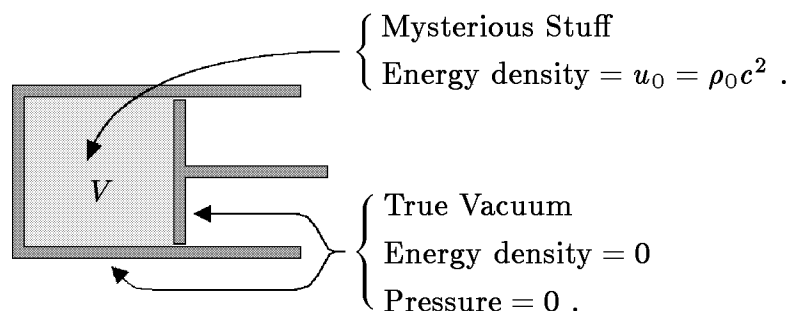 Mysterious Stuff
Energy density = u₀ = ρ₀c² .
V
True Vacuum
Energy density = 0
Pressure = 0 .